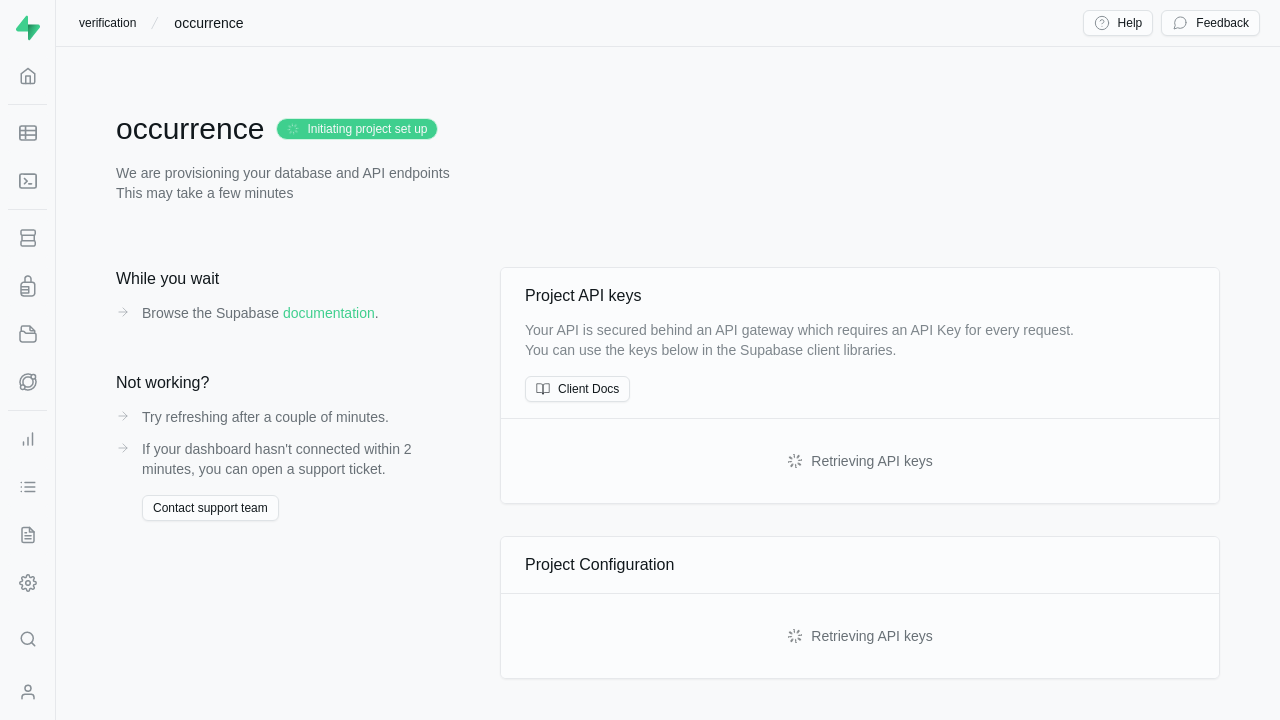 verification / occurrence
Help
Feedback
occurrence
Initiating project set up
We are provisioning your database and API endpoints
This may take a few minutes
While you wait
Browse the Supabase documentation.
Not working?
Try refreshing after a couple of minutes.
If your dashboard hasn't connected within 2
minutes, you can open a support ticket.
Contact support team
Project API keys
Your API is secured behind an API gateway which requires an API Key for every request.
You can use the keys below in the Supabase client libraries.
Client Docs
Retrieving API keys
Project Configuration
Retrieving API keys